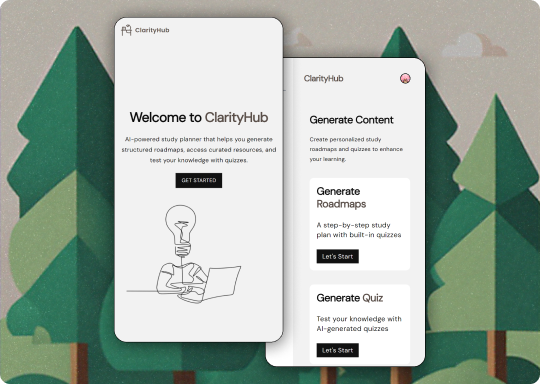 ClarityHub
Welcome to ClarityHub
AI-powered study planner that helps you generate
structured roadmaps, access curated resources, and
test your knowledge with quizzes.
GET STARTED
ClarityHub
Generate Content
Create personalized study
roadmaps and quizzes to enhance
your learning.
Generate
Roadmaps
A step-by-step study
plan with built-in quizzes
Let's Start
Generate Quiz
Test your knowledge with
AI-generated quizzes
Let's Start